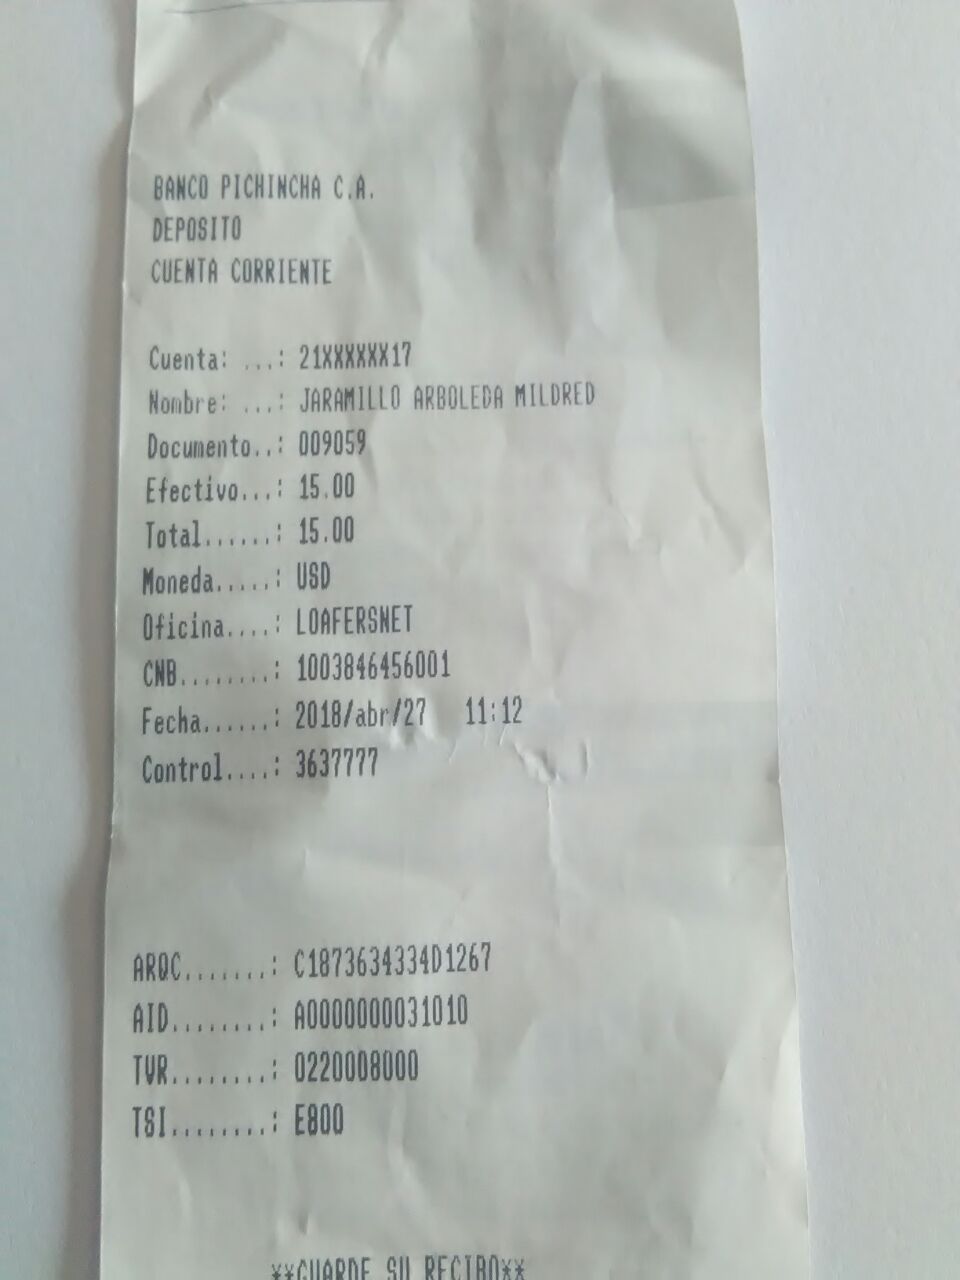 BANCO PICHINCHA C.A.
DEPOSITO
CUENTA CORRIENTE
Cuenta: ...: 21XXXXXX17
Nombre: ...: JARAMILLO ARBOLEDA MILDRED
Documento..: 009059
Efectivo...: 15.00
Total......: 15.00
Moneda.....: USD
Oficina....: LOAFERSNET
CNB........: 1003846456001
Fecha......: 2018/abr/27 11:12
Control....: 3637777
ARQC.......: C1873634334D1267
AID........: A0000000031010
TVR........: 0220008000
TSI........: E800
**GUARDE SU RECIBO**